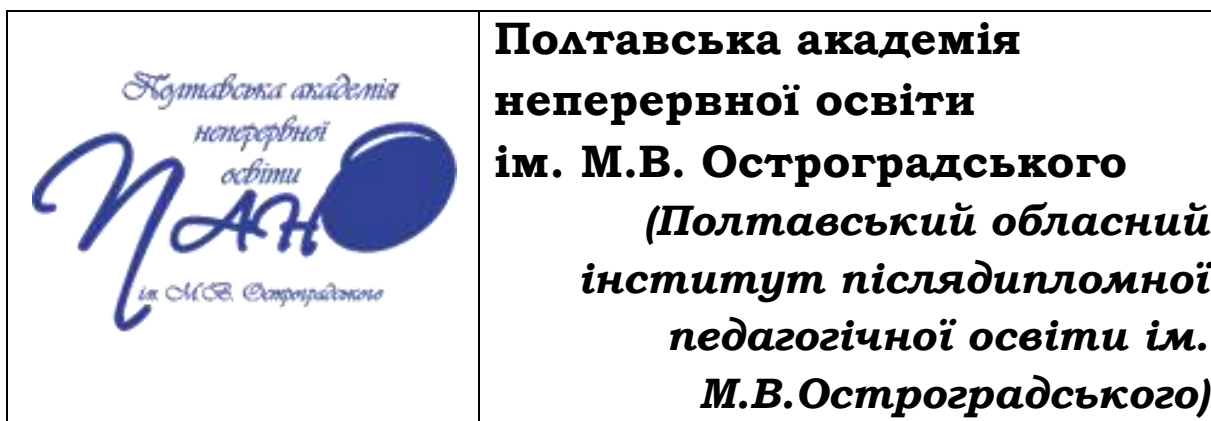 Полтавська академія
неперервної
освіти
ПАНО
ім. М.В. Остроградського
Полтавська академія
неперервної освіти
ім. М.В. Остроградського
(Полтавський обласний
інститут післядипломної
педагогічної освіти ім.
М.В.Остроградського)